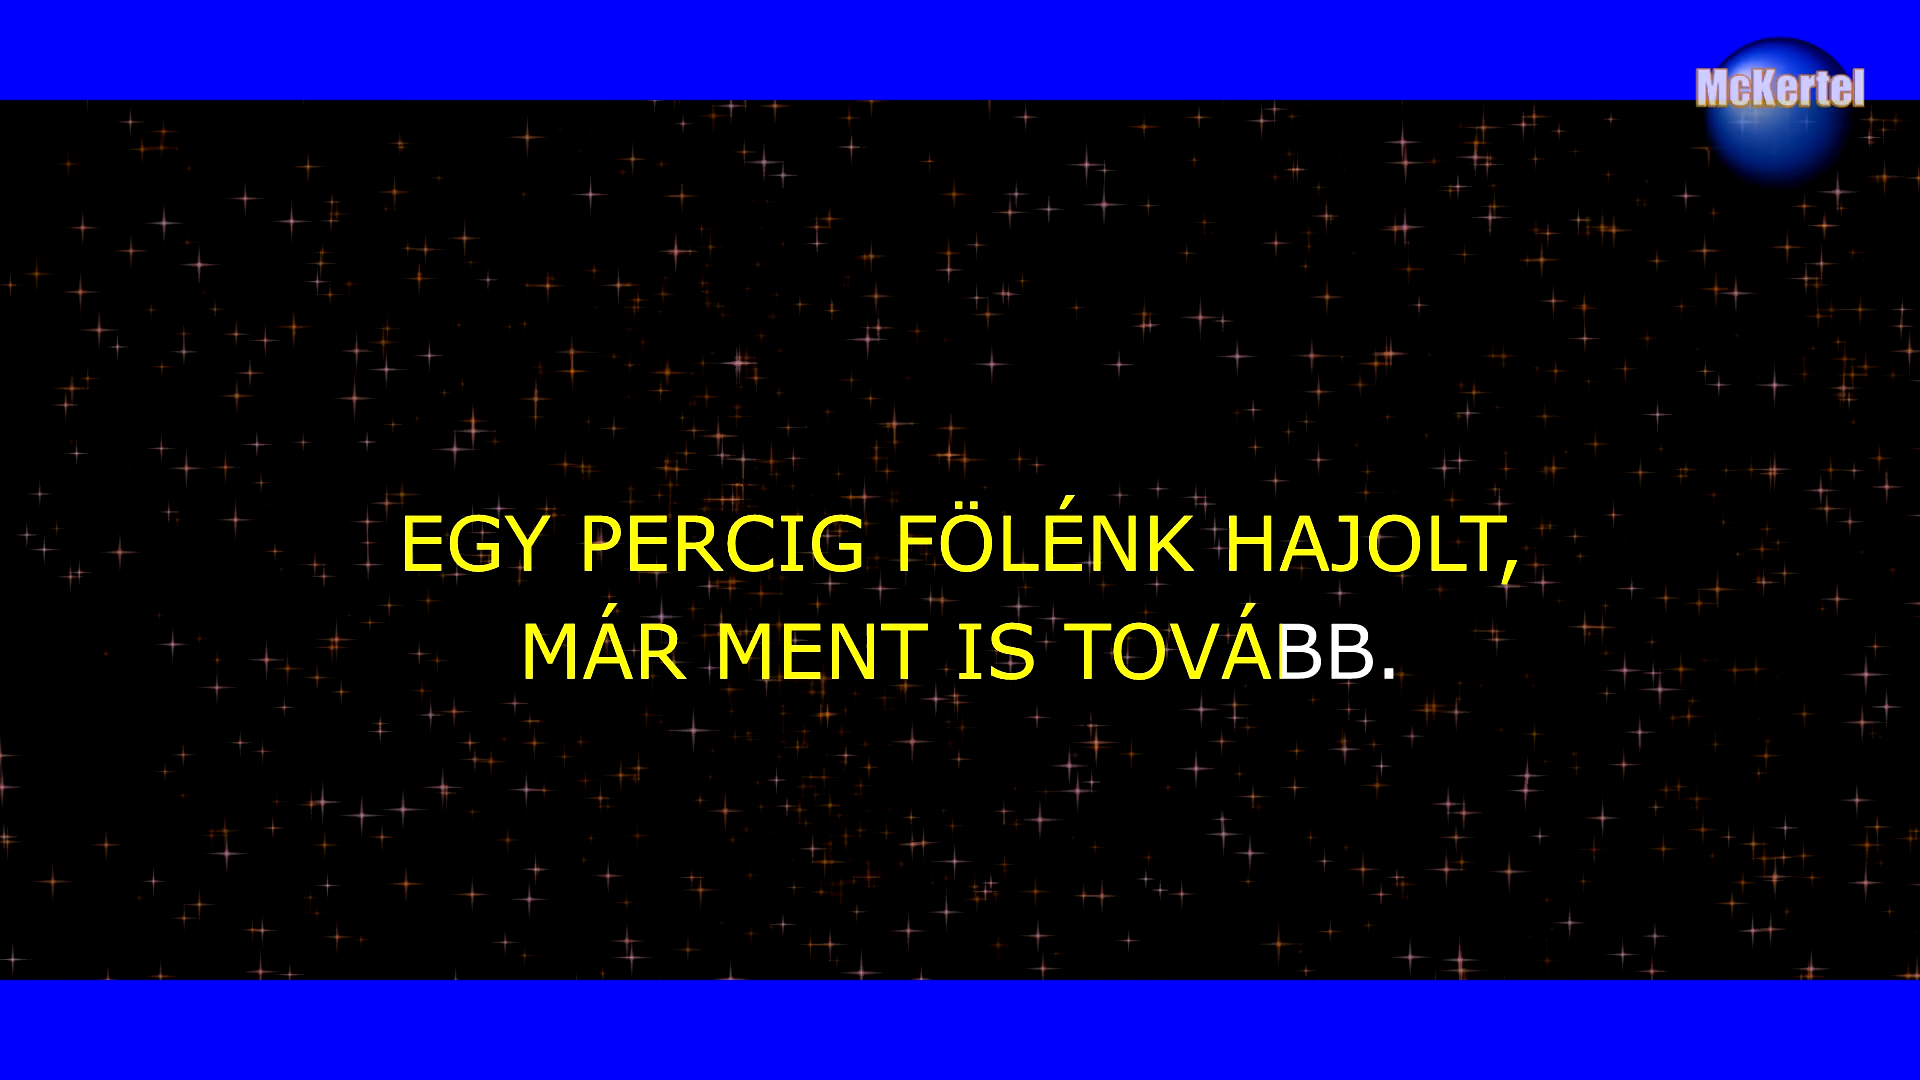 McKertel
EGY PERCIG FÖLÉNK HAJOLT,
MÁR MENT IS TOVÁBB.